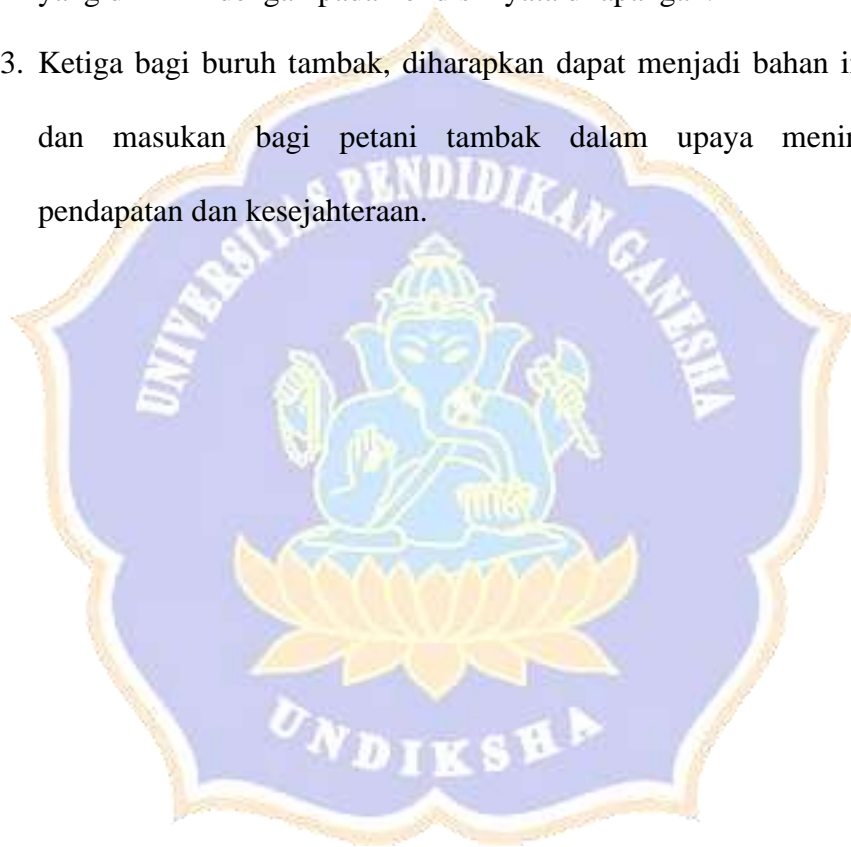 3. Ketiga bagi buruh tambak, diharapkan dapat menjadi bahan
dan masukan bagi petani tambak dalam upaya
pendapatan dan kesejahteraan.
UNIVERSITAS PENDIDIKAN GANESHA
UNDIKSHA